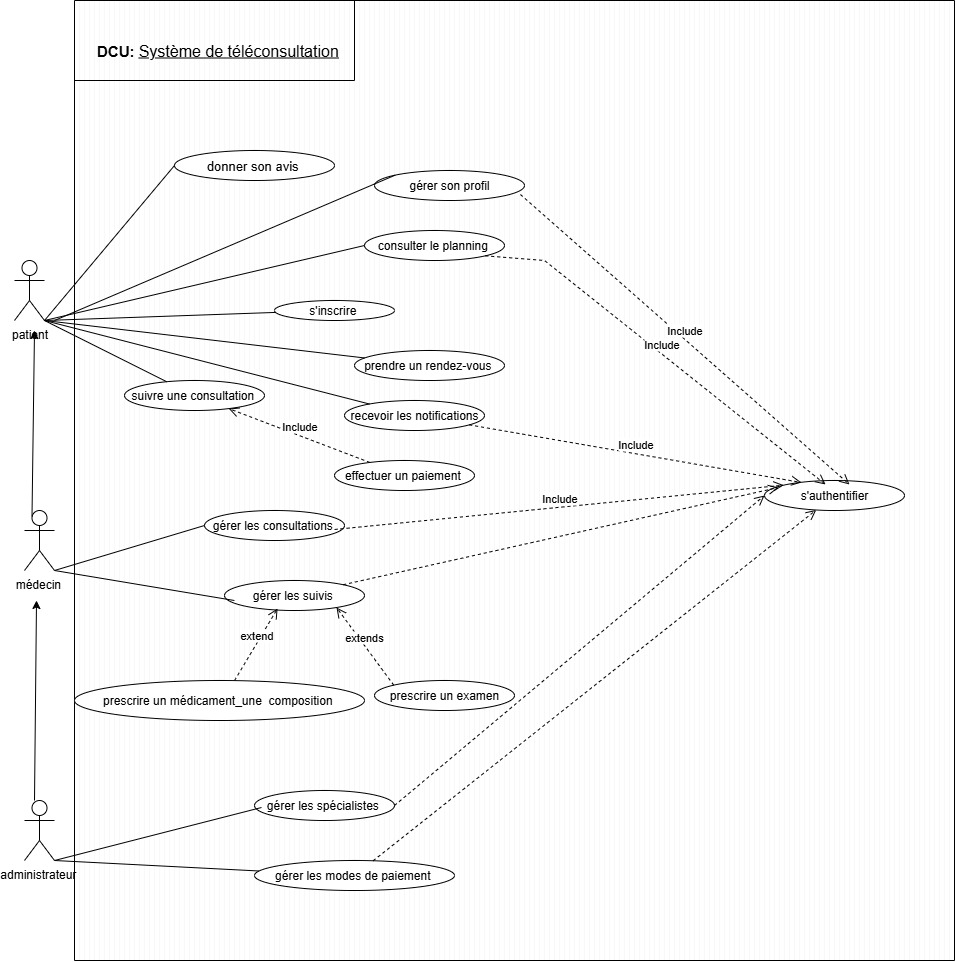 DCU: Système de téléconsultation
donner son avis
gérer son profil
consulter le planning
patient
s'inscrire
Include
Include
prendre un rendez-vous
suivre une consultation
recevoir les notifications
Include
Include
effectuer un paiement
s'authentifier
Include
gérer les consultations
médecin
gérer les suivis
extend
extends
prescrire un médicament_une composition
prescrire un examen
gérer les spécialistes
administrateur
gérer les modes de paiement